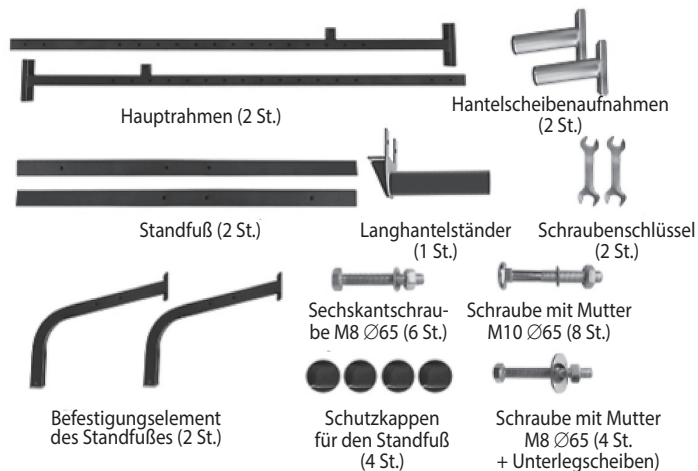 Hauptrahmen (2 St.)
Hantelscheibenaufnahmen
(2 St.)
Standfuß (2 St.)
Langhantelständer
(1 St.)
Schraubenschlüssel
(2 St.)
Sechskantschrau-
be M8 ∅65 (6 St.)
Schraube mit Mutter
M10 ∅65 (8 St.)
Befestigungselement
des Standfußes (2 St.)
Schutzkappen
für den Standfuß
(4 St.)
Schraube mit Mutter
M8 ∅65 (4 St.
+ Unterlegscheiben)